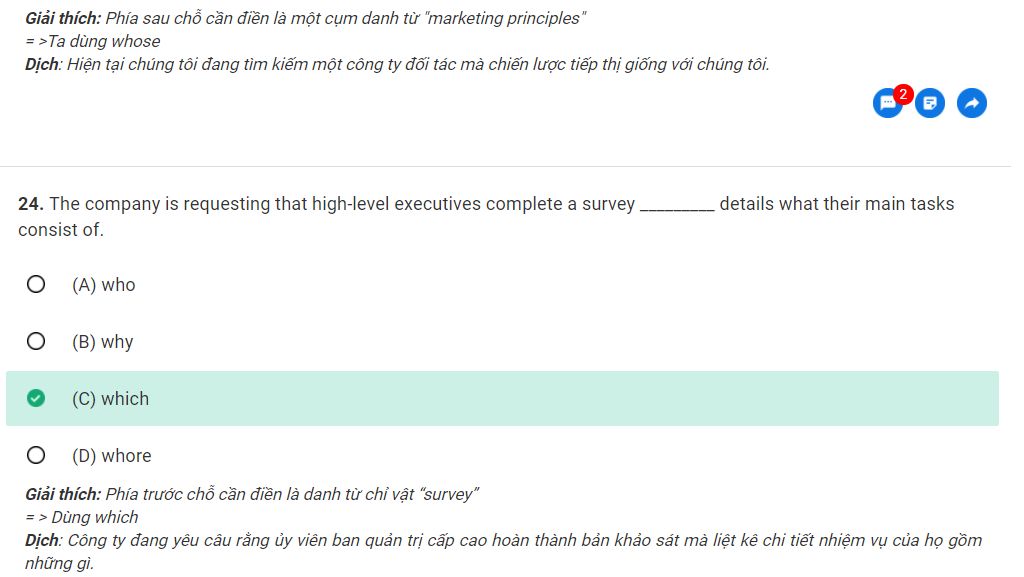 Giải thích: Phía sau chỗ cần điền là một cụm danh từ "marketing principles"
= >Ta dùng whose
Dịch: Hiện tại chúng tôi đang tìm kiếm một công ty đối tác mà chiến lược tiếp thị giống với chúng tôi.
2
24. The company is requesting that high-level executives complete a survey _________ details what their main tasks
consist of.
(A) who
(B) why
(C) which
(D) whore
Giải thích: Phía trước chỗ cần điền là danh từ chỉ vật “survey”
= > Dùng which
Dịch: Công ty đang yêu câu rằng ủy viên ban quản trị cấp cao hoàn thành bản khảo sát mà liệt kê chi tiết nhiệm vụ của họ gồm
những gì.